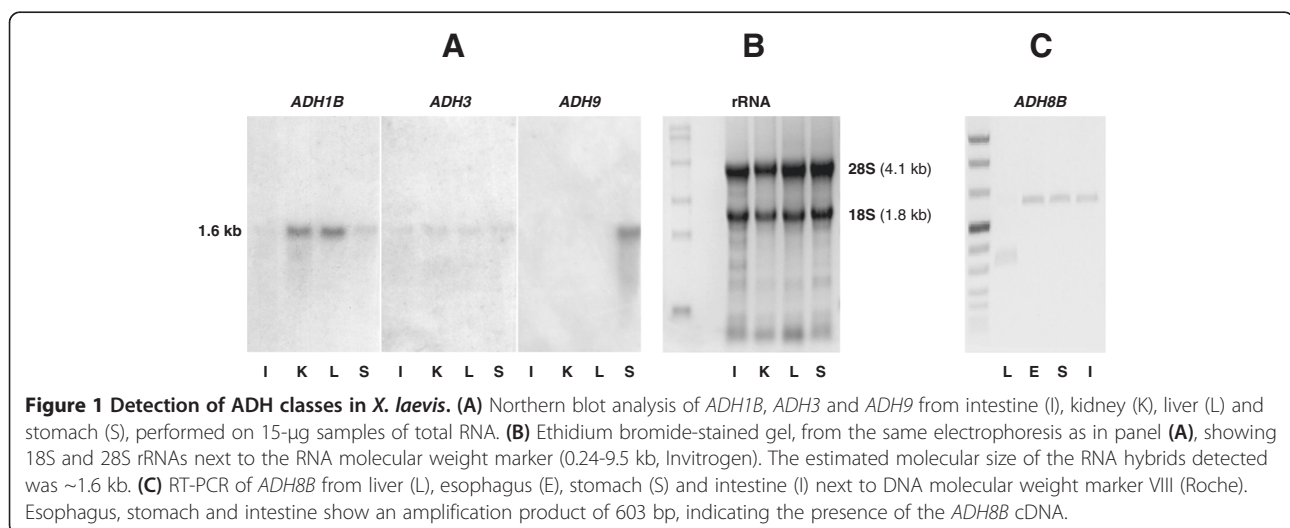 A B C
ADH1B ADH3 ADH9 rRNA ADH8B
28S (4.1 kb)
18S (1.8 kb)
1.6 kb
I K L S I K L S I K L S I K L S L E S I
Figure 1 Detection of ADH classes in X. laevis. (A) Northern blot analysis of ADH1B, ADH3 and ADH9 from intestine (I), kidney (K), liver (L) and
stomach (S), performed on 15-μg samples of total RNA. (B) Ethidium bromide-stained gel, from the same electrophoresis as in panel (A), showing
18S and 28S rRNAs next to the RNA molecular weight marker (0.24-9.5 kb, Invitrogen). The estimated molecular size of the RNA hybrids detected
was ~1.6 kb. (C) RT-PCR of ADH8B from liver (L), esophagus (E), stomach (S) and intestine (I) next to DNA molecular weight marker VIII (Roche).
Esophagus, stomach and intestine show an amplification product of 603 bp, indicating the presence of the ADH8B cDNA.